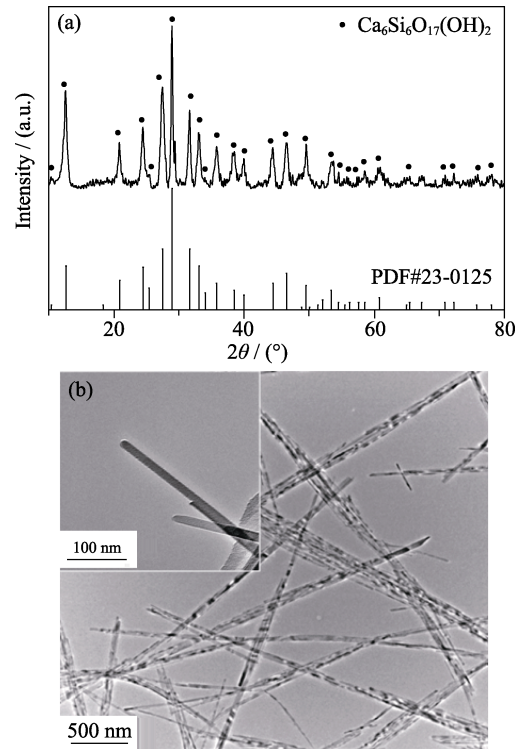 (a)
• Ca₆Si₆O₁₇(OH)₂
Intensity / (a.u.)
PDF#23-0125
20 40 60 80
2θ / (°)
(b)
100 nm
500 nm